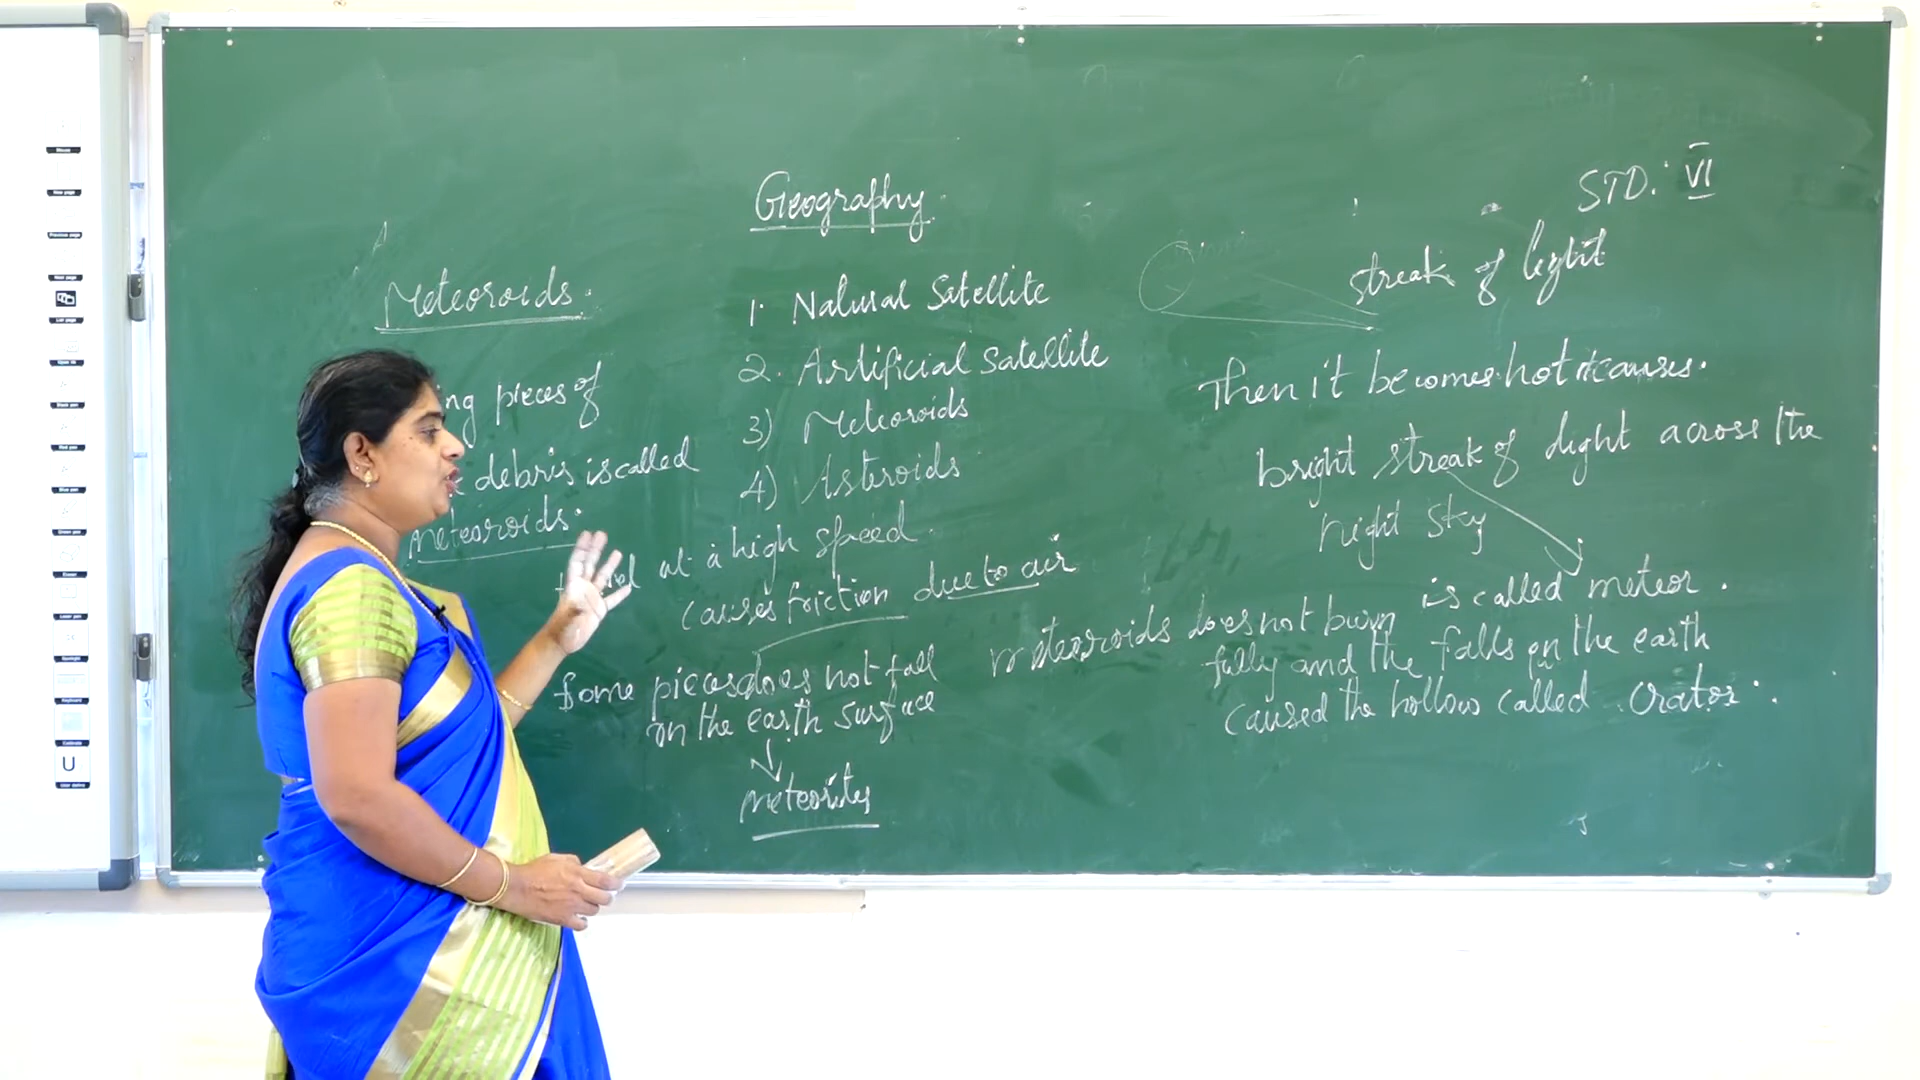 Geography
STD: VI
Meteoroids.
ing pieces of
debris is called
meteoroids.
1. Natural Satellite
2. Artificial Satellite
3) Meteoroids
4) Asteroids
at a high speed.
causes friction due to air
Some pieces does not fall
on the earth surface
meteorites
streak of light
Then it becomes hot causes.
bright streak of light across the
night sky
is called meteor.
meteoroids does not burn
fully and the falls on the earth
caused the hollow called Crator.